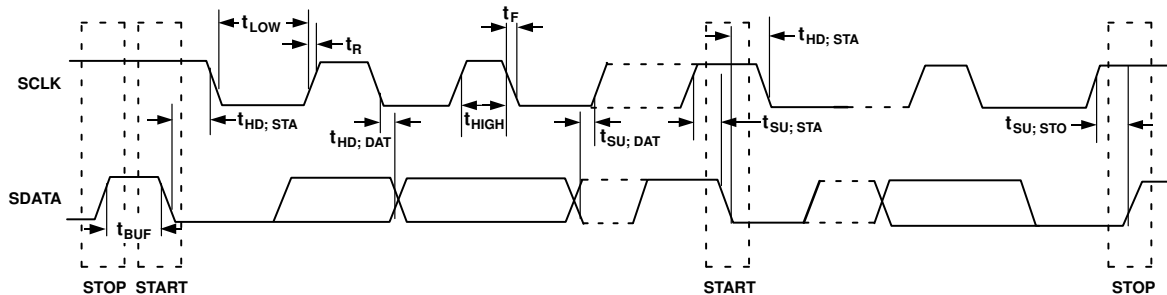 tLOW
tR
tF
tHD; STA
SCLK
tHD; STA
tHD; DAT
tHIGH
tSU; DAT
tSU; STA
tSU; STO
SDATA
tBUF
STOP START START STOP